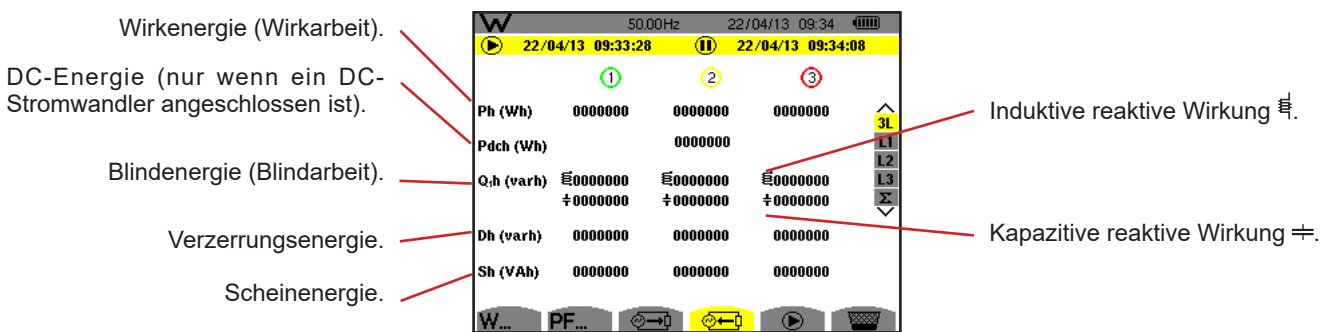 Wirkenergie (Wirkarbeit).
DC-Energie (nur wenn ein DC-
Stromwandler angeschlossen ist).
Blindenergie (Blindarbeit).
Verzerrungsenergie.
Scheinenergie.
W 50.00Hz 22/04/13 09:34
22/04/13 09:33:28 22/04/13 09:34:08
1 2 3
Ph (Wh) 0000000 0000000 0000000
Pdch (Wh) 0000000
Q₁h (varh) 0000000 0000000 0000000
0000000 0000000 0000000
Dh (varh) 0000000 0000000 0000000
Sh (VAh) 0000000 0000000 0000000
3L
L1
L2
L3
Σ
W... PF...
Induktive reaktive Wirkung .
Kapazitive reaktive Wirkung .